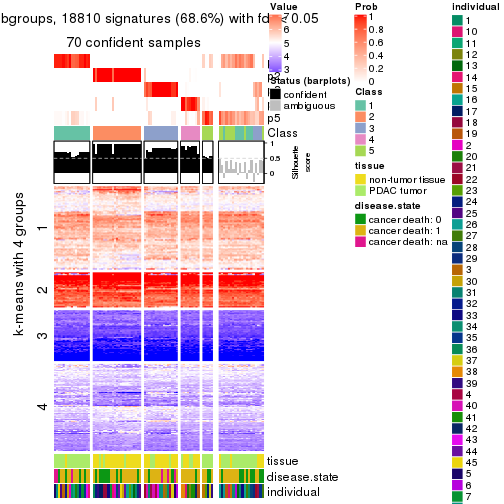 bgroups, 18810 signatures (68.6%) with fd
0.05
70 confident samples
p2
p5
Class
1
0.5
0
Silhouette
score
k-means with 4 groups
1
2
3
4
tissue
disease.state
individual
Value
7
6
5
4
3
Status (barplots)
confident
ambiguous
Prob
1
0.8
0.6
0.4
0.2
0
Class
1
2
3
4
5
tissue
non-tumor tissue
PDAC tumor
disease.state
cancer death: 0
cancer death: 1
cancer death: na
individual
1
10
11
12
13
14
15
16
17
18
19
2
20
21
22
23
24
25
26
27
28
29
3
30
31
32
33
34
35
36
37
38
39
4
40
41
42
43
44
45
5
6
7